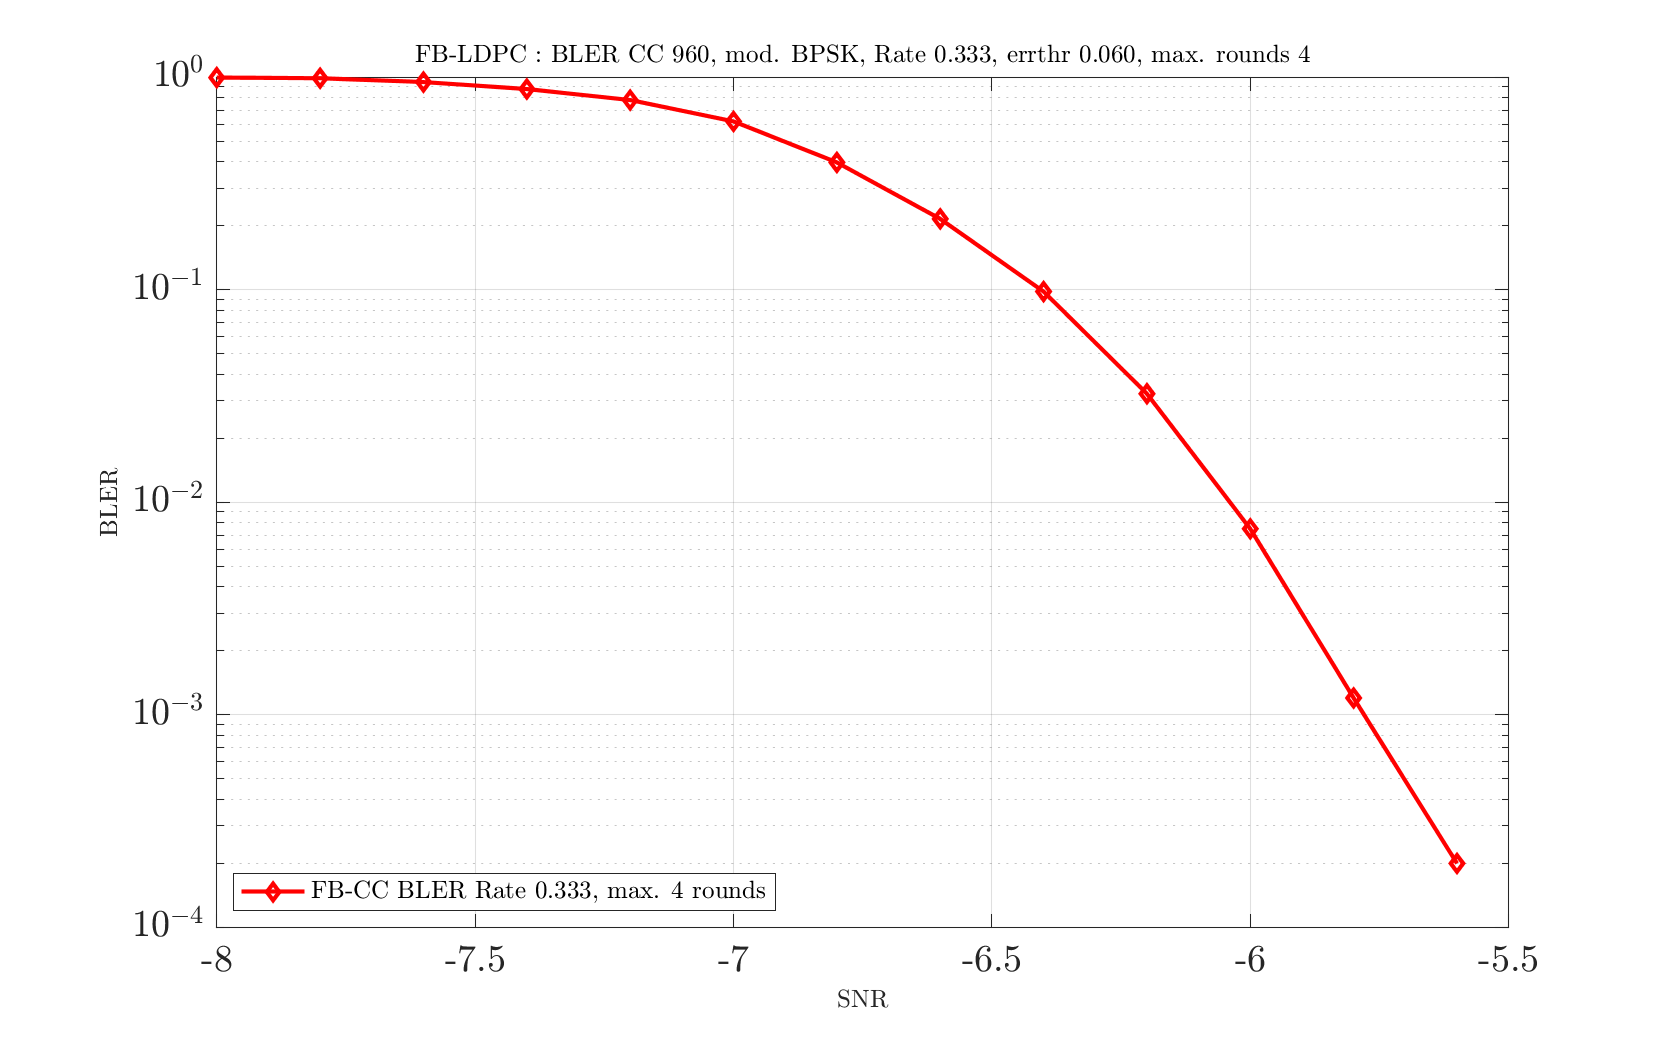 FB-LDPC : BLER CC 960, mod. BPSK, Rate 0.333, errthr 0.060, max. rounds 4
10^0
10^{-1}
10^{-2}
10^{-3}
10^{-4}
BLER
FB-CC BLER Rate 0.333, max. 4 rounds
-8 -7.5 -7 -6.5 -6 -5.5
SNR